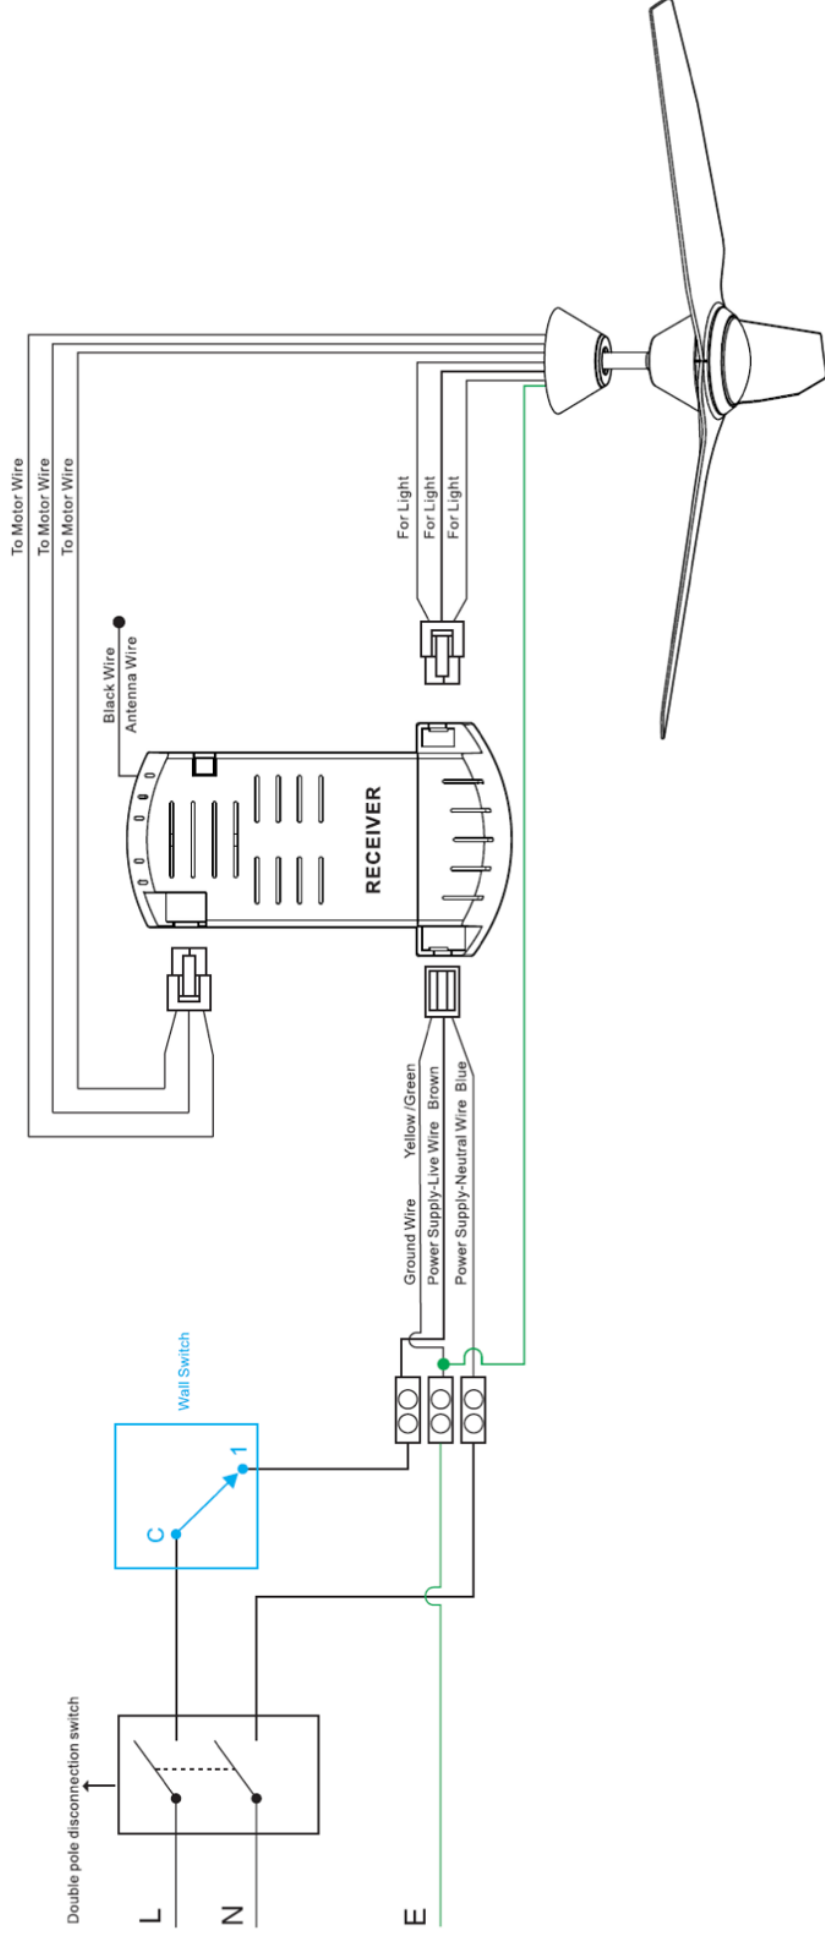 To Motor Wire
To Motor Wire
To Motor Wire
Black Wire
Antenna Wire
For Light
For Light
For Light
RECEIVER
Ground Wire Yellow/Green
Power Supply-Live Wire Brown
Power Supply-Neutral Wire Blue
Wall Switch
C
1
Double pole disconnection switch
L
N
E